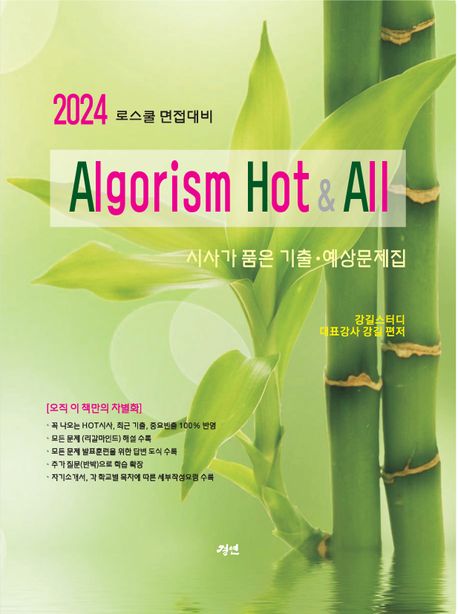 2024 로스쿨 면접대비
Algorism Hot & All
시사가 품은 기출·예상문제집
강길스터디
대표강사 강길 편저
[오직 이 책만의 차별화]
· 꼭 나오는 HOT시사, 최근 기출, 중요빈출 100% 반영
· 모든 문제 (리갈마인드) 해설 수록
· 모든 문제 발표훈련을 위한 답변 도식 수록
· 추가 질문(반박)으로 학습 확장
· 자기소개서, 각 학교별 목차에 따른 세부작성요령 수록
경연